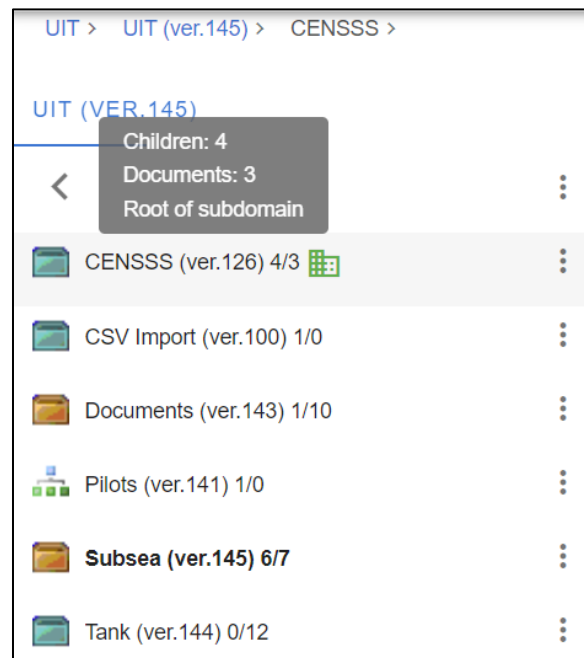 UIT > UIT (ver.145) > CENSSS >
UIT (VER.145)
Children: 4
Documents: 3
Root of subdomain
CENSSS (ver.126) 4/3
CSV Import (ver.100) 1/0
Documents (ver.143) 1/10
Pilots (ver.141) 1/0
Subsea (ver.145) 6/7
Tank (ver.144) 0/12